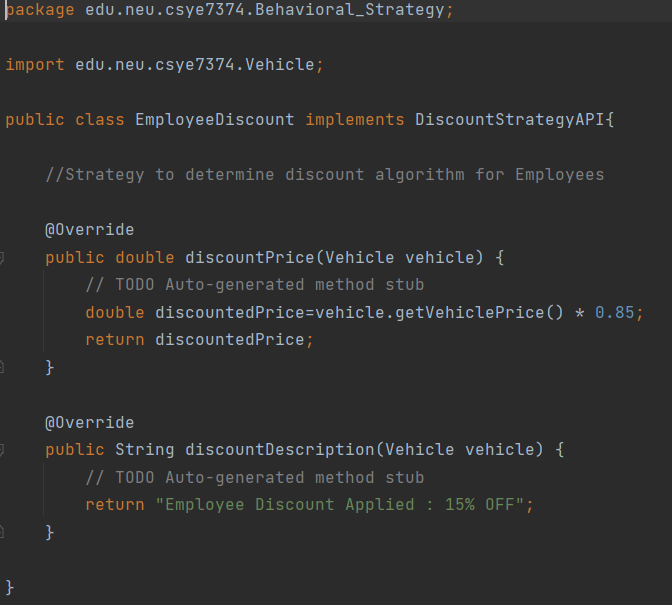 package edu.neu.csye7374.Behavioral_Strategy;
import edu.neu.csye7374.Vehicle;
public class EmployeeDiscount implements DiscountStrategyAPI{
//Strategy to determine discount algorithm for Employees
@Override
public double discountPrice(Vehicle vehicle) {
// TODO Auto-generated method stub
double discountedPrice=vehicle.getVehiclePrice() * 0.85;
return discountedPrice;
}
@Override
public String discountDescription(Vehicle vehicle) {
// TODO Auto-generated method stub
return "Employee Discount Applied : 15% OFF";
}
}